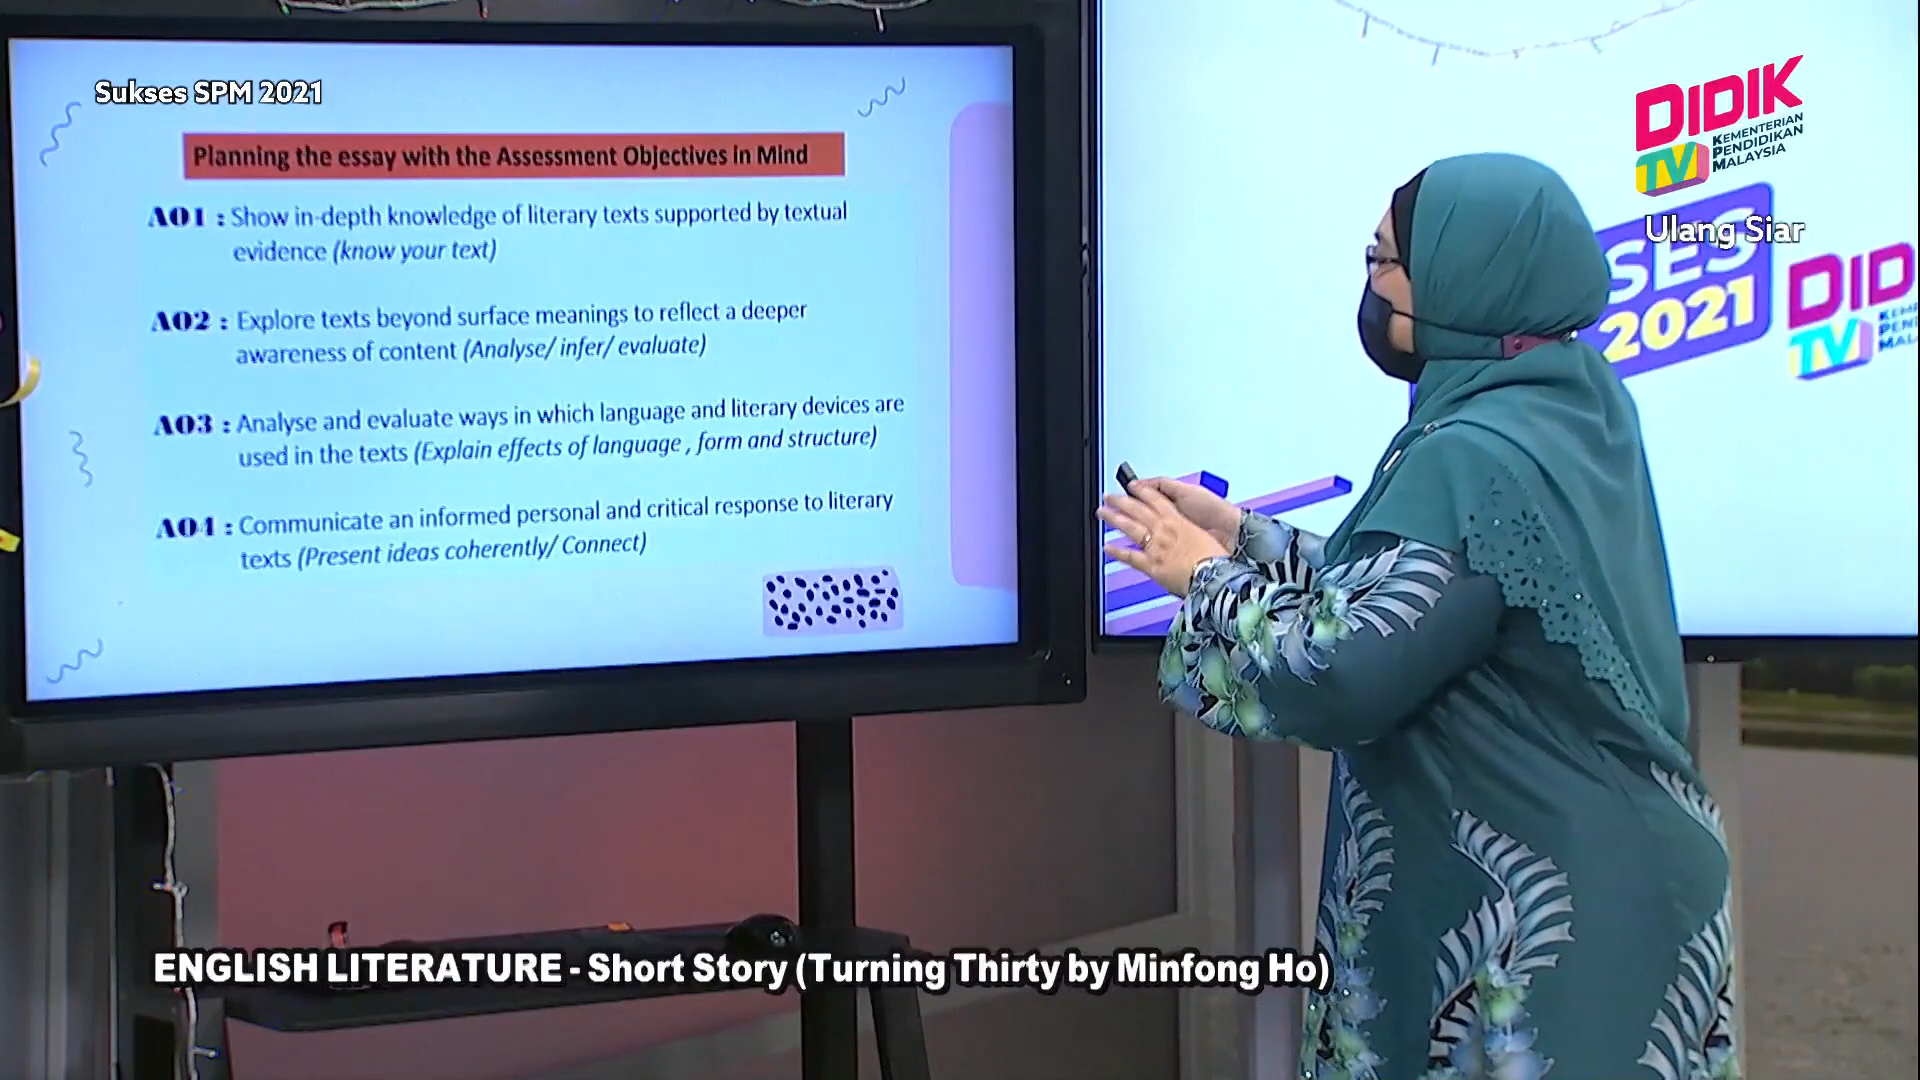 Sukses SPM 2021
Planning the essay with the Assessment Objectives in Mind
AO1 : Show in-depth knowledge of literary texts supported by textual
evidence (know your text)
AO2 : Explore texts beyond surface meanings to reflect a deeper
awareness of content (Analyse/ infer/ evaluate)
AO3 : Analyse and evaluate ways in which language and literary devices are
used in the texts (Explain effects of language , form and structure)
AO4 : Communicate an informed personal and critical response to literary
texts (Present ideas coherently/ Connect)
DIDIK
TV
KEMENTERIAN
PENDIDIKAN
MALAYSIA
Ulang Siar
SES
2021
DID
TV
ENGLISH LITERATURE - Short Story (Turning Thirty by Minfong Ho)